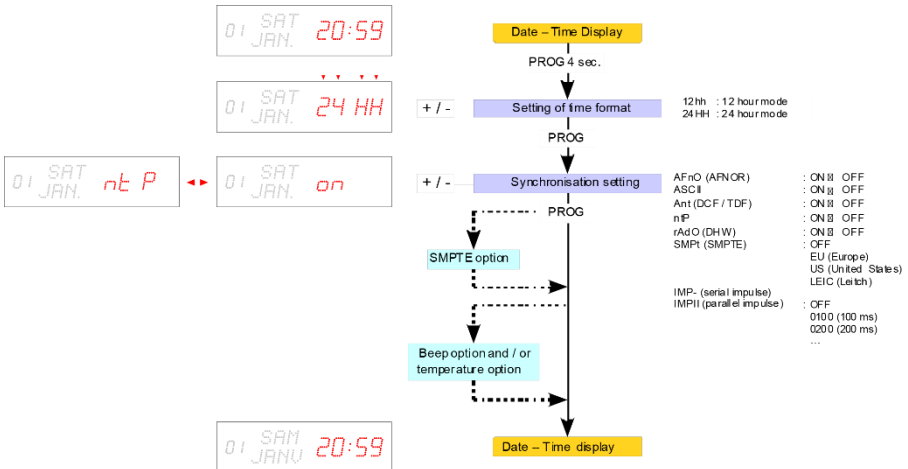 01 SAT JAN. 20:59
Date – Time Display
PROG 4 sec.
01 SAT JAN. 24 HH
+ / -
Setting of time format
12hh : 12 hour mode
24HH : 24 hour mode
PROG
01 SAT JAN. nt P
01 SAT JAN. on
+ / -
Synchronisation setting
AFnO (AFNOR) : ON OFF
ASCII : ON OFF
Ant (DCF / TDF) : ON OFF
ntP : ON OFF
rAdO (DHW) : ON OFF
SMPt (SMPTE) : OFF
EU (Europe)
US (United States)
LEIC (Leitch)
IMP- (serial impulse)
IMPII (parallel impulse) : OFF
0100 (100 ms)
0200 (200 ms)
...
PROG
SMPTE option
Beep option and / or
temperature option
01 SAM JANV 20:59
Date – Time display